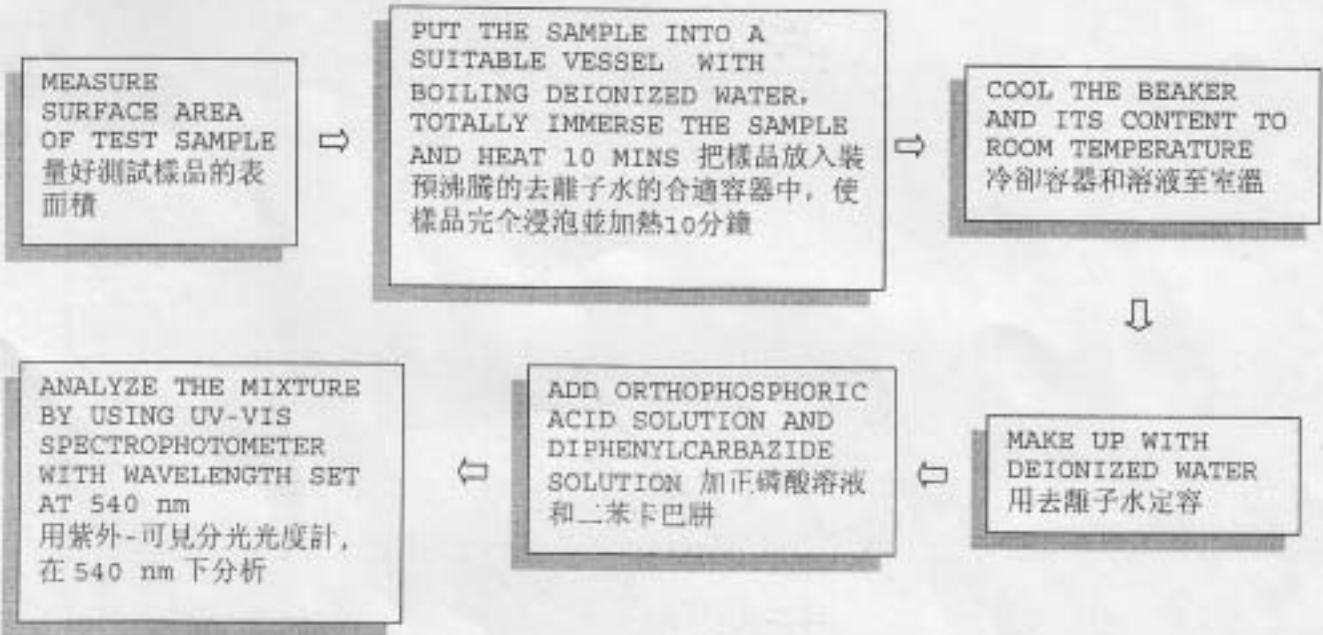 MEASURE
SURFACE AREA
OF TEST SAMPLE
量好測試樣品的表
面積
PUT THE SAMPLE INTO A
SUITABLE VESSEL WITH
BOILING DEIONIZED WATER,
TOTALLY IMMERSE THE SAMPLE
AND HEAT 10 MINS 把樣品放入裝
預沸騰的去離子水的合適容器中, 使
樣品完全浸泡並加熱10分鐘
COOL THE BEAKER
AND ITS CONTENT TO
ROOM TEMPERATURE
冷卻容器和溶液至室溫
MAKE UP WITH
DEIONIZED WATER
用去離子水定容
ADD ORTHOPHOSPHORIC
ACID SOLUTION AND
DIPHENYLCARBAZIDE
SOLUTION 加正磷酸溶液
和二苯卡巴肼
ANALYZE THE MIXTURE
BY USING UV-VIS
SPECTROPHOTOMETER
WITH WAVELENGTH SET
AT 540 nm
用紫外-可見分光光度計,
在 540 nm 下分析